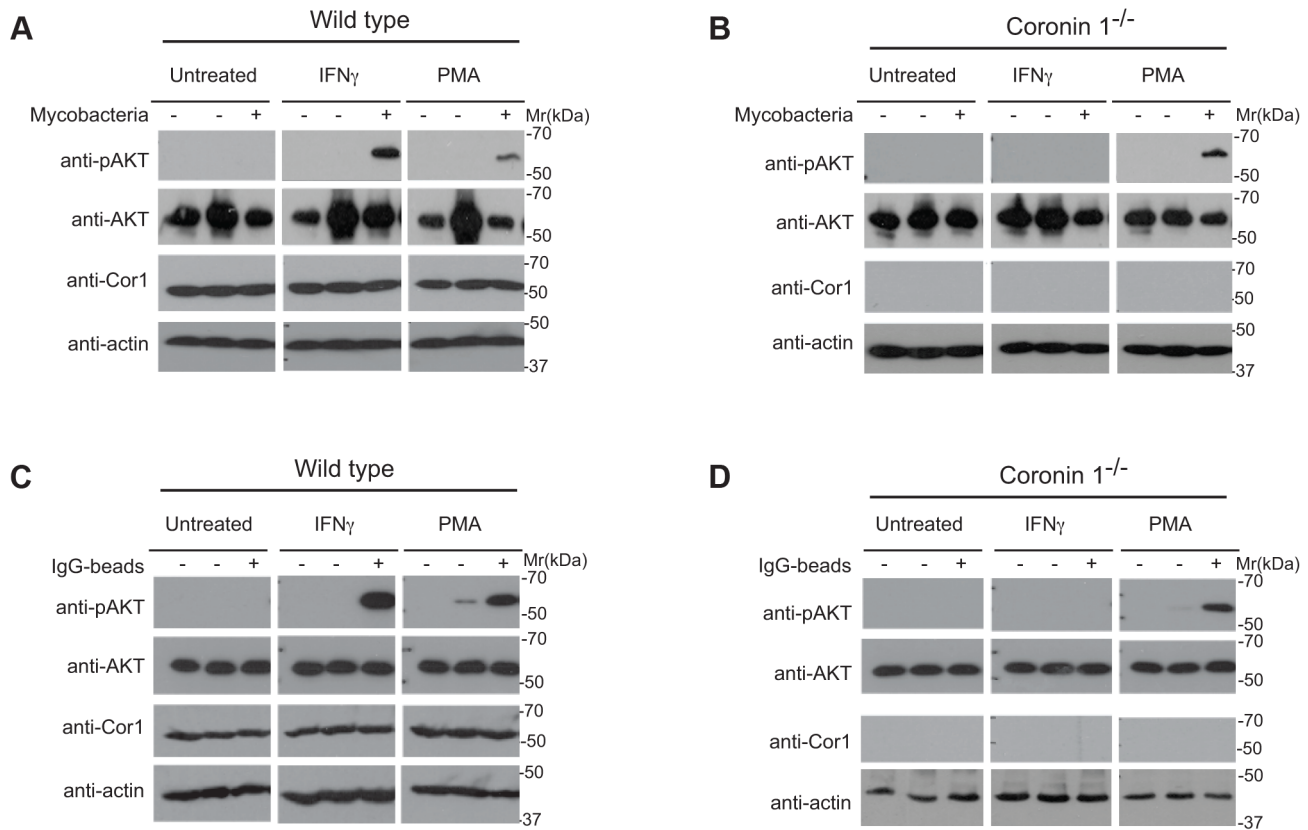 A
Wild type
Untreated IFNγ PMA
Mycobacteria - - + - - + - - + Mr(kDa)
-70
anti-pAKT
-50
-70
anti-AKT
-50
-70
anti-Cor1
-50
-50
anti-actin
-37
B
Coronin 1-/-
Untreated IFNγ PMA
Mycobacteria - - + - - + - - + Mr(kDa)
-70
anti-pAKT
-50
-70
anti-AKT
-50
-70
anti-Cor1
-50
-50
anti-actin
-37
C
Wild type
Untreated IFNγ PMA
IgG-beads - - + - - + - - + Mr(kDa)
-70
anti-pAKT
-50
-70
anti-AKT
-50
-70
anti-Cor1
-50
-50
anti-actin
-37
D
Coronin 1-/-
Untreated IFNγ PMA
IgG-beads - - + - - + - - + Mr(kDa)
-70
anti-pAKT
-50
-70
anti-AKT
-50
-70
anti-Cor1
-50
-50
anti-actin
-37